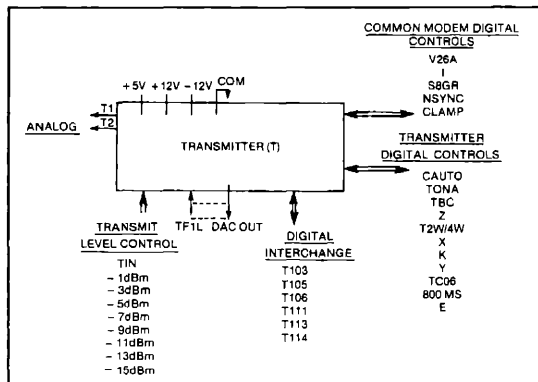 COMMON MODEM DIGITAL
CONTROLS
V26A
I
S8GR
NSYNC
CLAMP
+5V +12V -12V COM
T1
T2
ANALOG
TRANSMITTER (T)
TRANSMITTER
DIGITAL CONTROLS
CAUTO
TONA
TBC
Z
T2W/4W
X
K
Y
TC06
800 MS
E
TRANSMIT
LEVEL CONTROL
TIN
- 1dBm
- 3dBm
- 5dBm
- 7dBm
- 9dBm
- 11dBm
- 13dBm
- 15dBm
TF1L DAC OUT
DIGITAL
INTERCHANGE
T103
T105
T106
T111
T113
T114